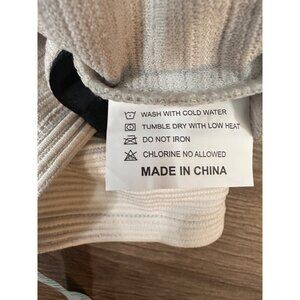 WASH WITH COLD WATER
TUMBLE DRY WITH LOW HEAT
DO NOT IRON
CHLORINE NO ALLOWED
MADE IN CHINA